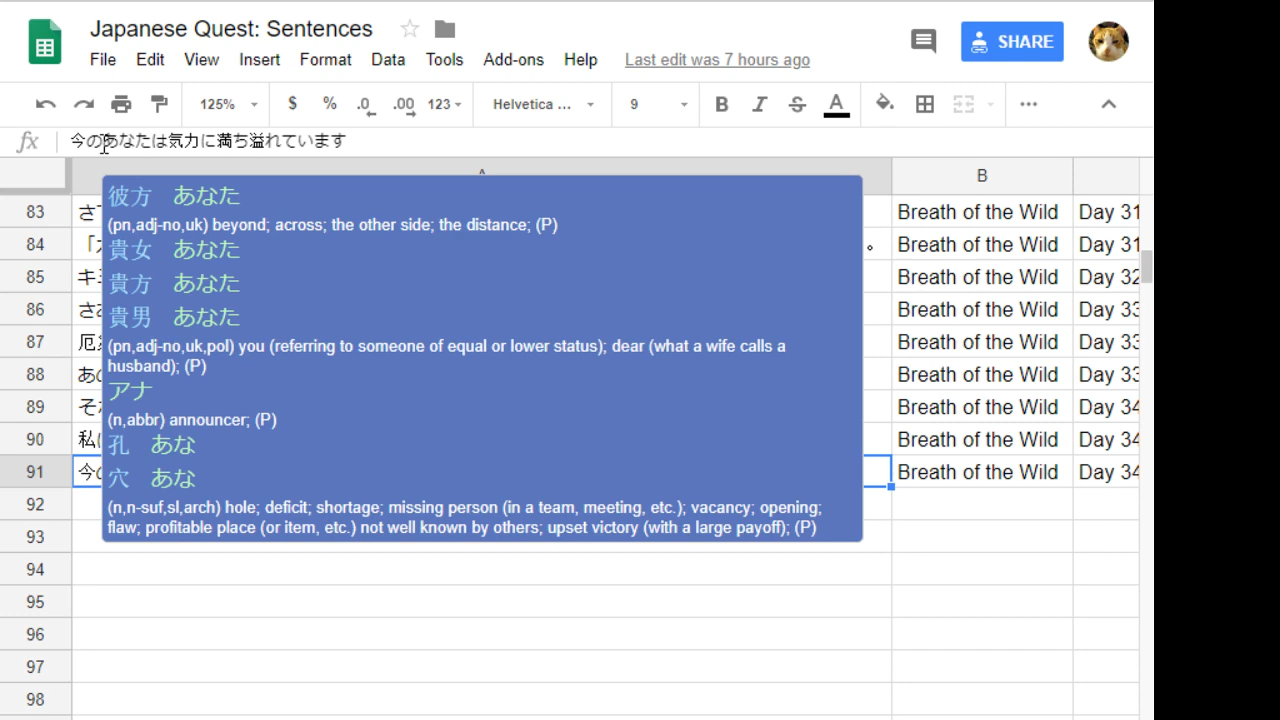 Japanese Quest: Sentences
File Edit View Insert Format Data Tools Add-ons Help Last edit was 7 hours ago
SHARE
125% $ % .0 .00 123 Helvetica ... 9 B I S A
fx 今のあなたは気力に満ち溢れています
A B
彼方 あなた
(pn,adj-no,uk) beyond; across; the other side; the distance; (P)
貴女 あなた
貴方 あなた
貴男 あなた
(pn,adj-no,uk,pol) you (referring to someone of equal or lower status); dear (what a wife calls a
husband); (P)
アナ
(n,abbr) announcer; (P)
孔 あな
穴 あな
(n,n-suf,sl,arch) hole; deficit; shortage; missing person (in a team, meeting, etc.); vacancy; opening;
flaw; profitable place (or item, etc.) not well known by others; upset victory (with a large payoff); (P)
83 Breath of the Wild Day 31
84 。 Breath of the Wild Day 31
85 キ Breath of the Wild Day 32
86 さ Breath of the Wild Day 33
87 厄 Breath of the Wild Day 33
88 あ Breath of the Wild Day 33
89 そ Breath of the Wild Day 34
90 私 Breath of the Wild Day 34
91 今 Breath of the Wild Day 34
92
93
94
95
96
97
98